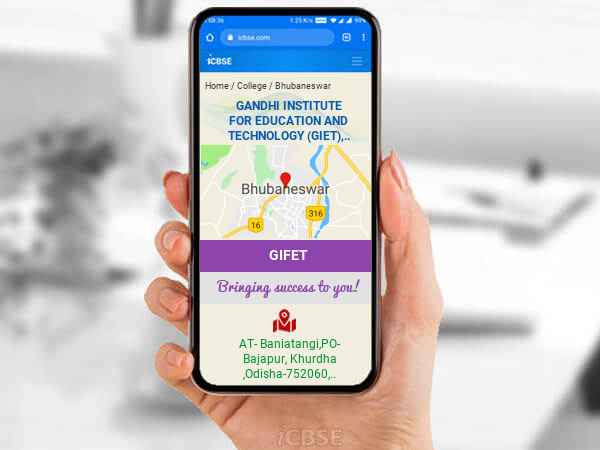 08:36 1.25 K/s 90%
icbse.com
iCBSE
Home / College / Bhubaneswar
GANDHI INSTITUTE
FOR EDUCATION AND
TECHNOLOGY (GIET),..
Bhubaneswar
316
16
GIFET
Bringing success to you!
AT- Baniatangi,PO-
Bajapur, Khurdha
,Odisha-752060,..
iCBSE